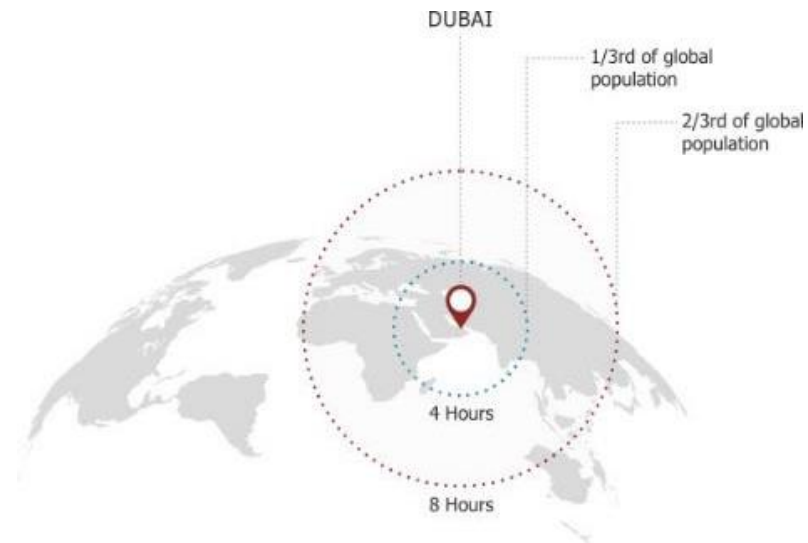 DUBAI
1/3rd of global
population
2/3rd of global
population
4 Hours
8 Hours